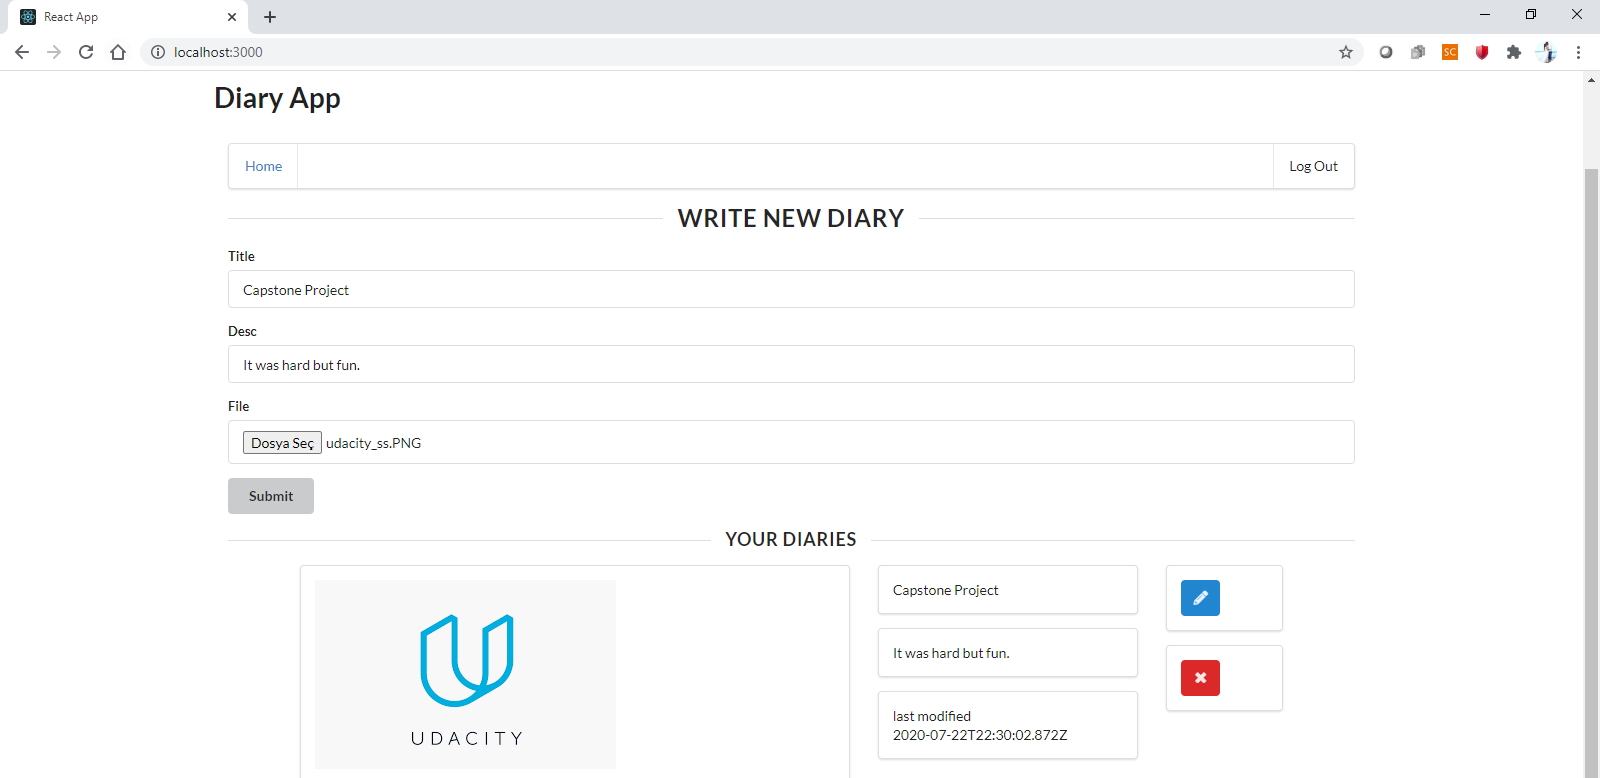 React App
localhost:3000
SC
Diary App
Home
Log Out
WRITE NEW DIARY
Title
Capstone Project
Desc
It was hard but fun.
File
Dosya Seç udacity_ss.PNG
Submit
YOUR DIARIES
UDACITY
Capstone Project
It was hard but fun.
last modified
2020-07-22T22:30:02.872Z